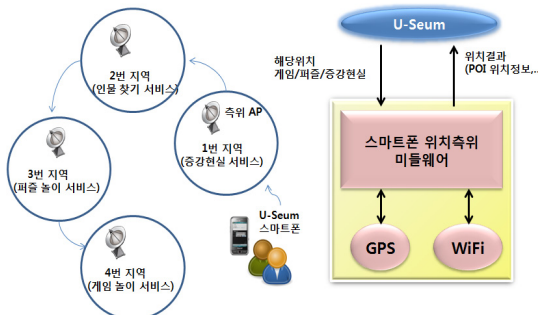 2번 지역
(인물 찾기 서비스)
측위 AP
1번 지역
(증강현실 서비스)
3번 지역
(퍼즐 놀이 서비스)
U-Seum
스마트폰
4번 지역
(게임 놀이 서비스)
U-Seum
해당위치
게임/퍼즐/증강현실
위치결과
(POI 위치정보,..
스마트폰 위치측위
미들웨어
GPS
WiFi